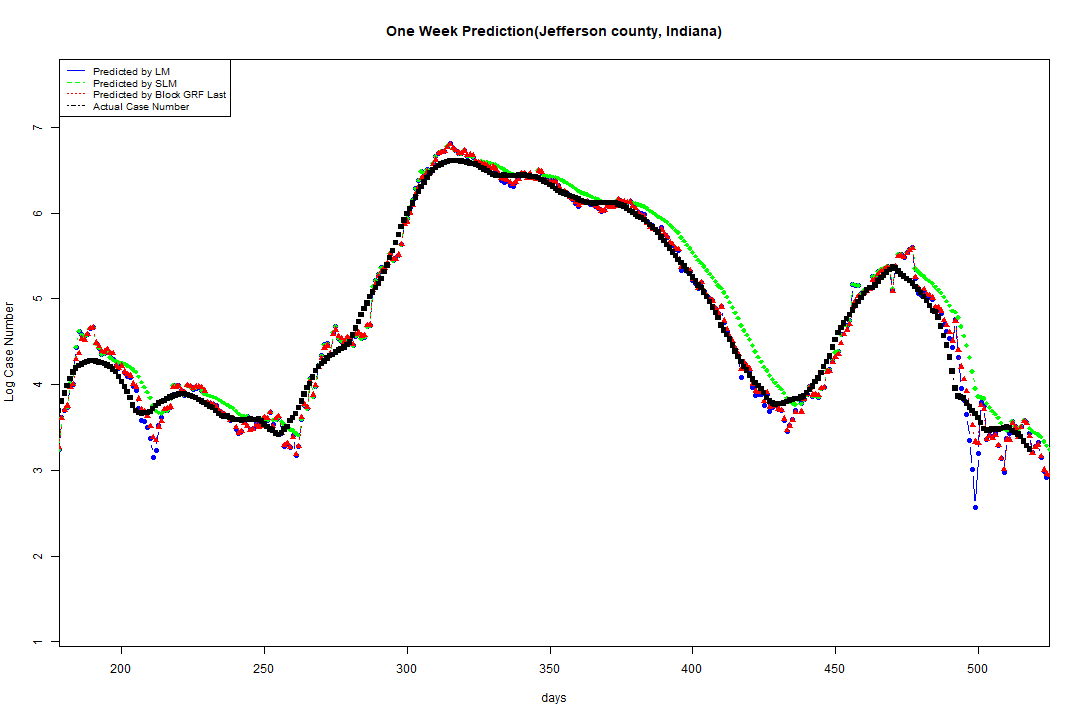 One Week Prediction(Jefferson county, Indiana)
Predicted by LM
Predicted by SLM
Predicted by Block GRF Last
Actual Case Number
7
6
5
4
3
2
1
Log Case Number
200 250 300 350 400 450 500
days